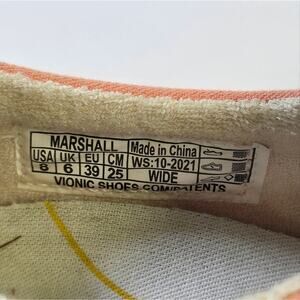 MARSHALL Made in China
USA UK EU CM WS:10-2021
8 6 39 25 WIDE
VIONIC SHOES.COM/PATENTS